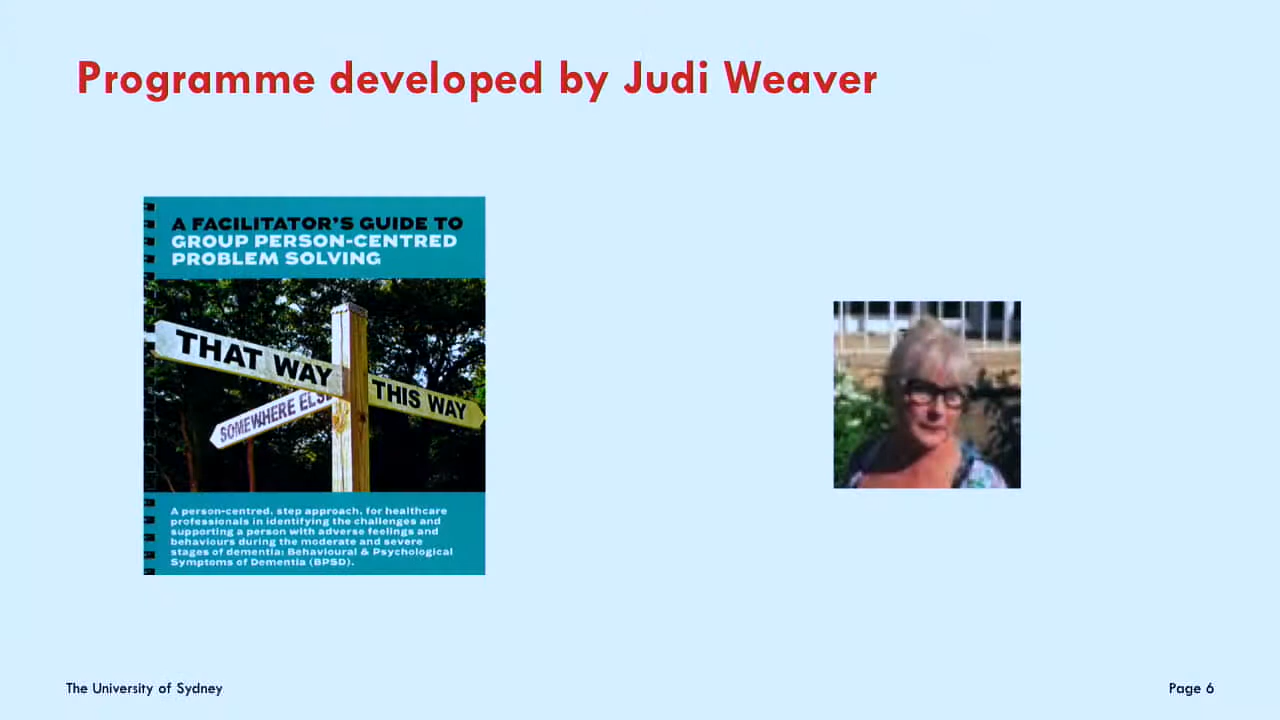 Programme developed by Judi Weaver
A FACILITATOR'S GUIDE TO
GROUP PERSON-CENTRED
PROBLEM SOLVING
THAT WAY
THIS WAY
SOMEWHERE ELSE
A person-centred, step approach, for healthcare
professionals in identifying the challenges and
supporting a person with adverse feelings and
behaviours during the moderate and severe
stages of dementia: Behavioural & Psychological
Symptoms of Dementia (BPSD).
The University of Sydney
Page 6